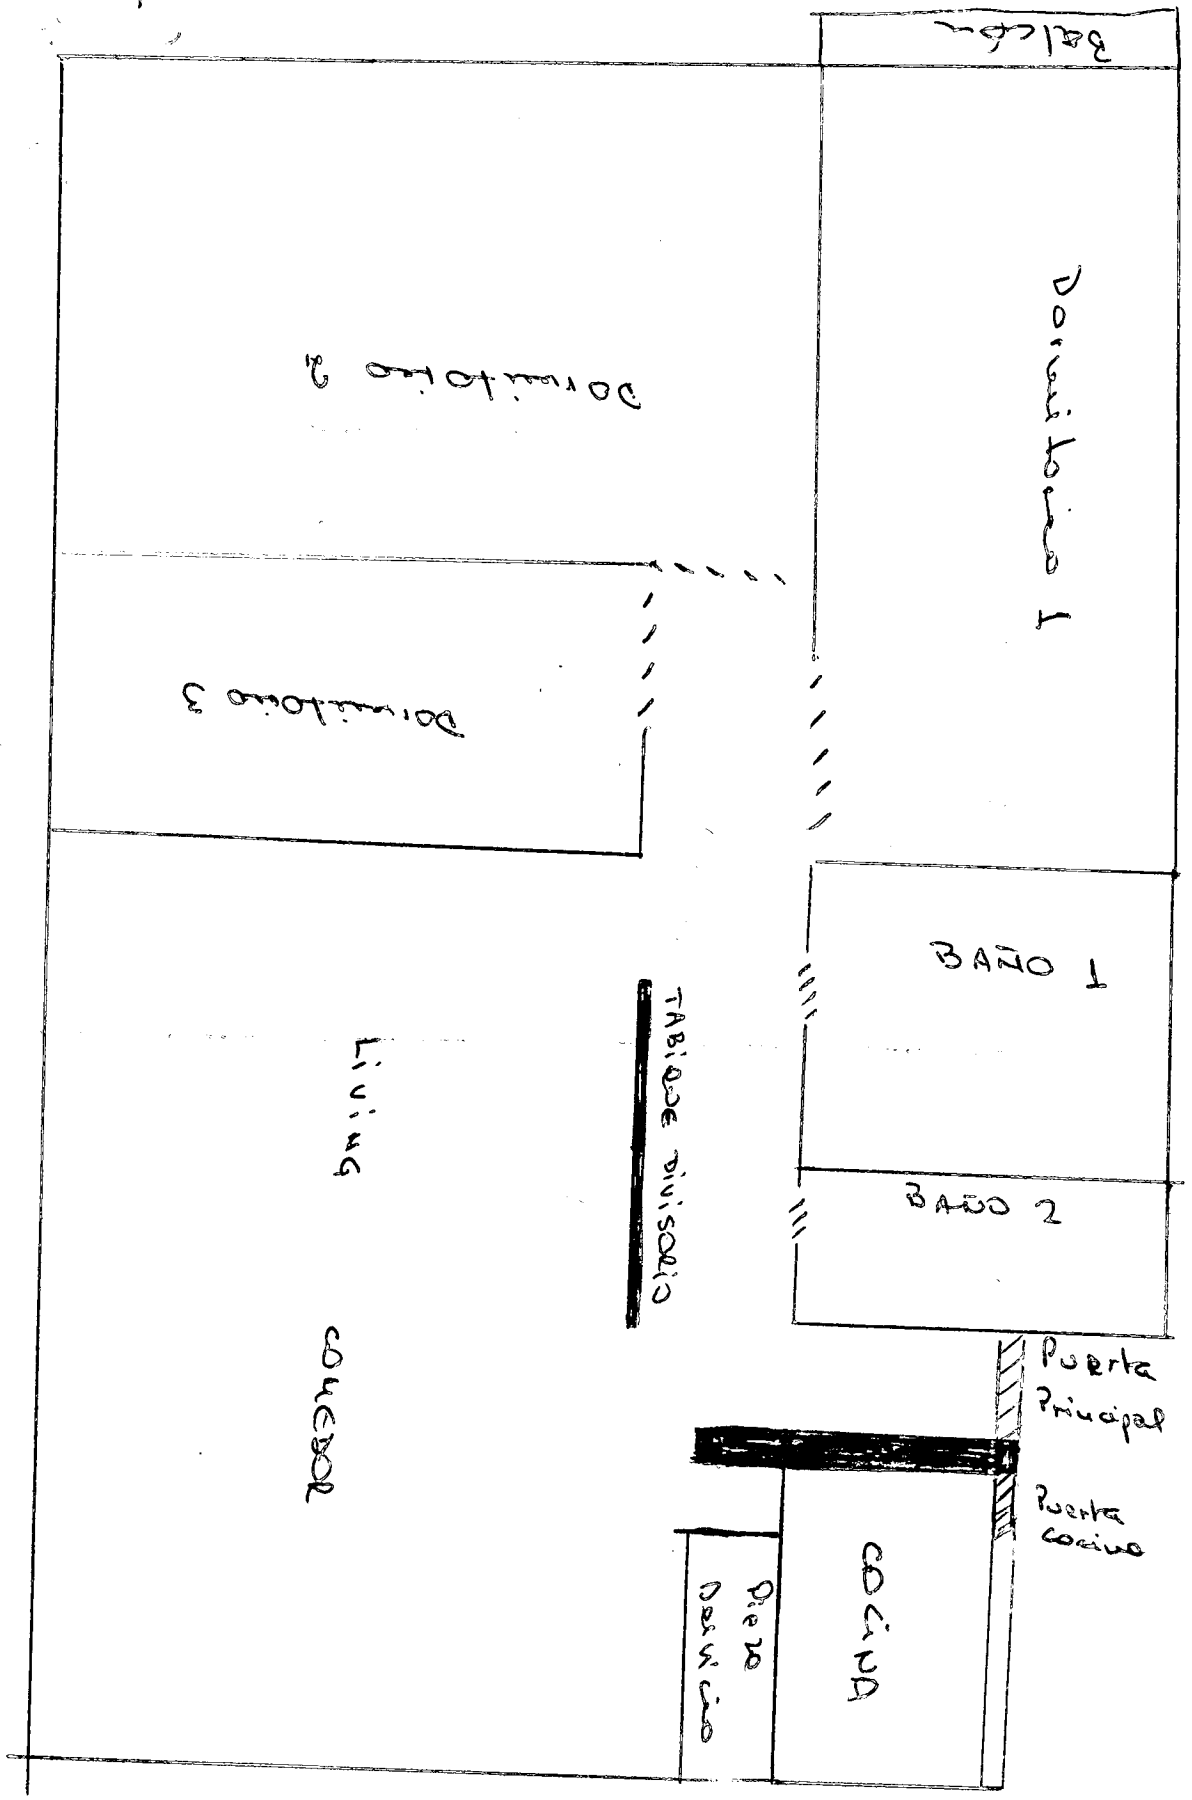 Balcón
Dormitorio 1
Dormitorio 2
Dormitorio 3
BAÑO 1
TABIQUE DIVISORIO
Living
BAÑO 2
COMEDOR
Puerta
Principal
Puerta
cocina
COCINA
Pieza
Servicio